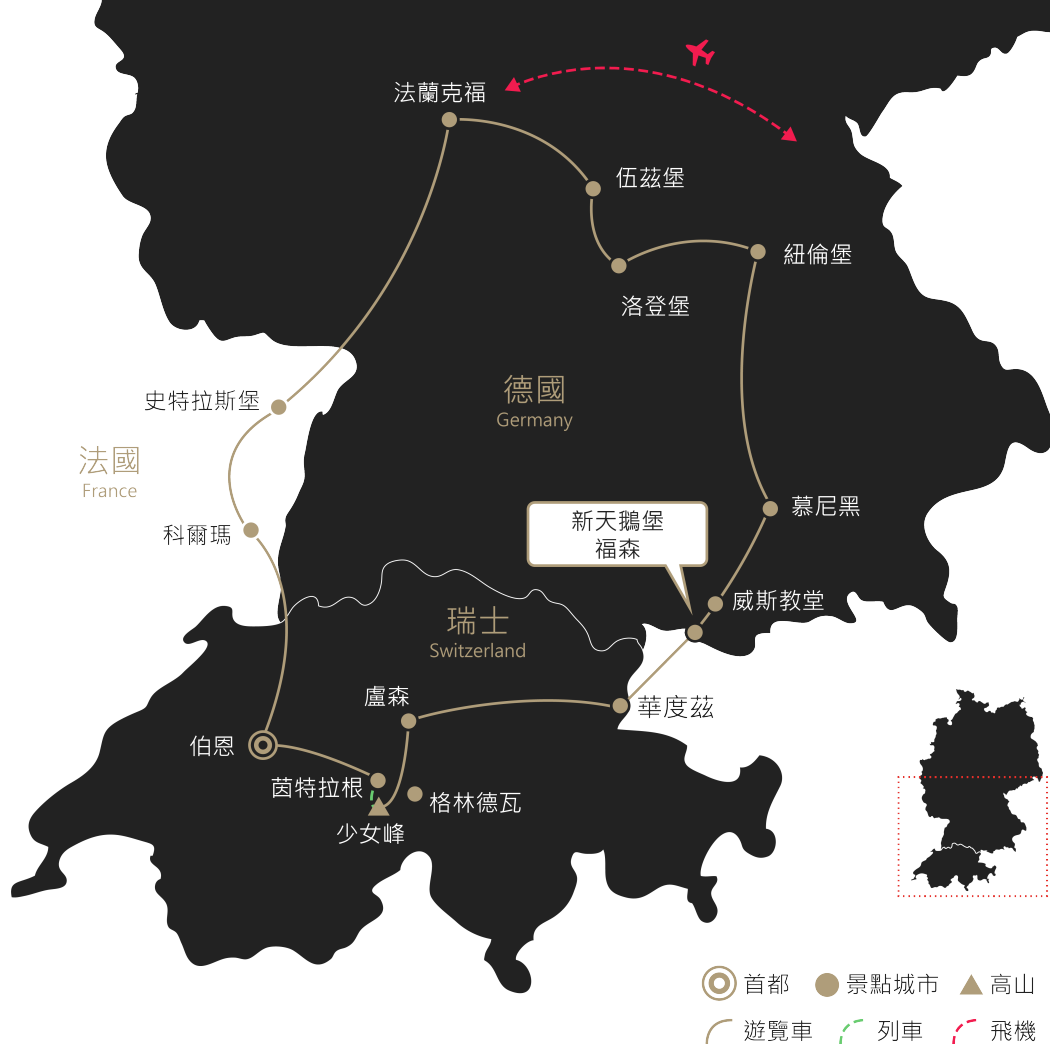 法蘭克福
伍茲堡
紐倫堡
洛登堡
德國
Germany
史特拉斯堡
法國
France
科爾瑪
慕尼黑
新天鵝堡
福森
威斯教堂
瑞士
Switzerland
盧森
華度茲
伯恩
茵特拉根
格林德瓦
少女峰
首都
景點城市
高山
遊覽車
列車
飛機